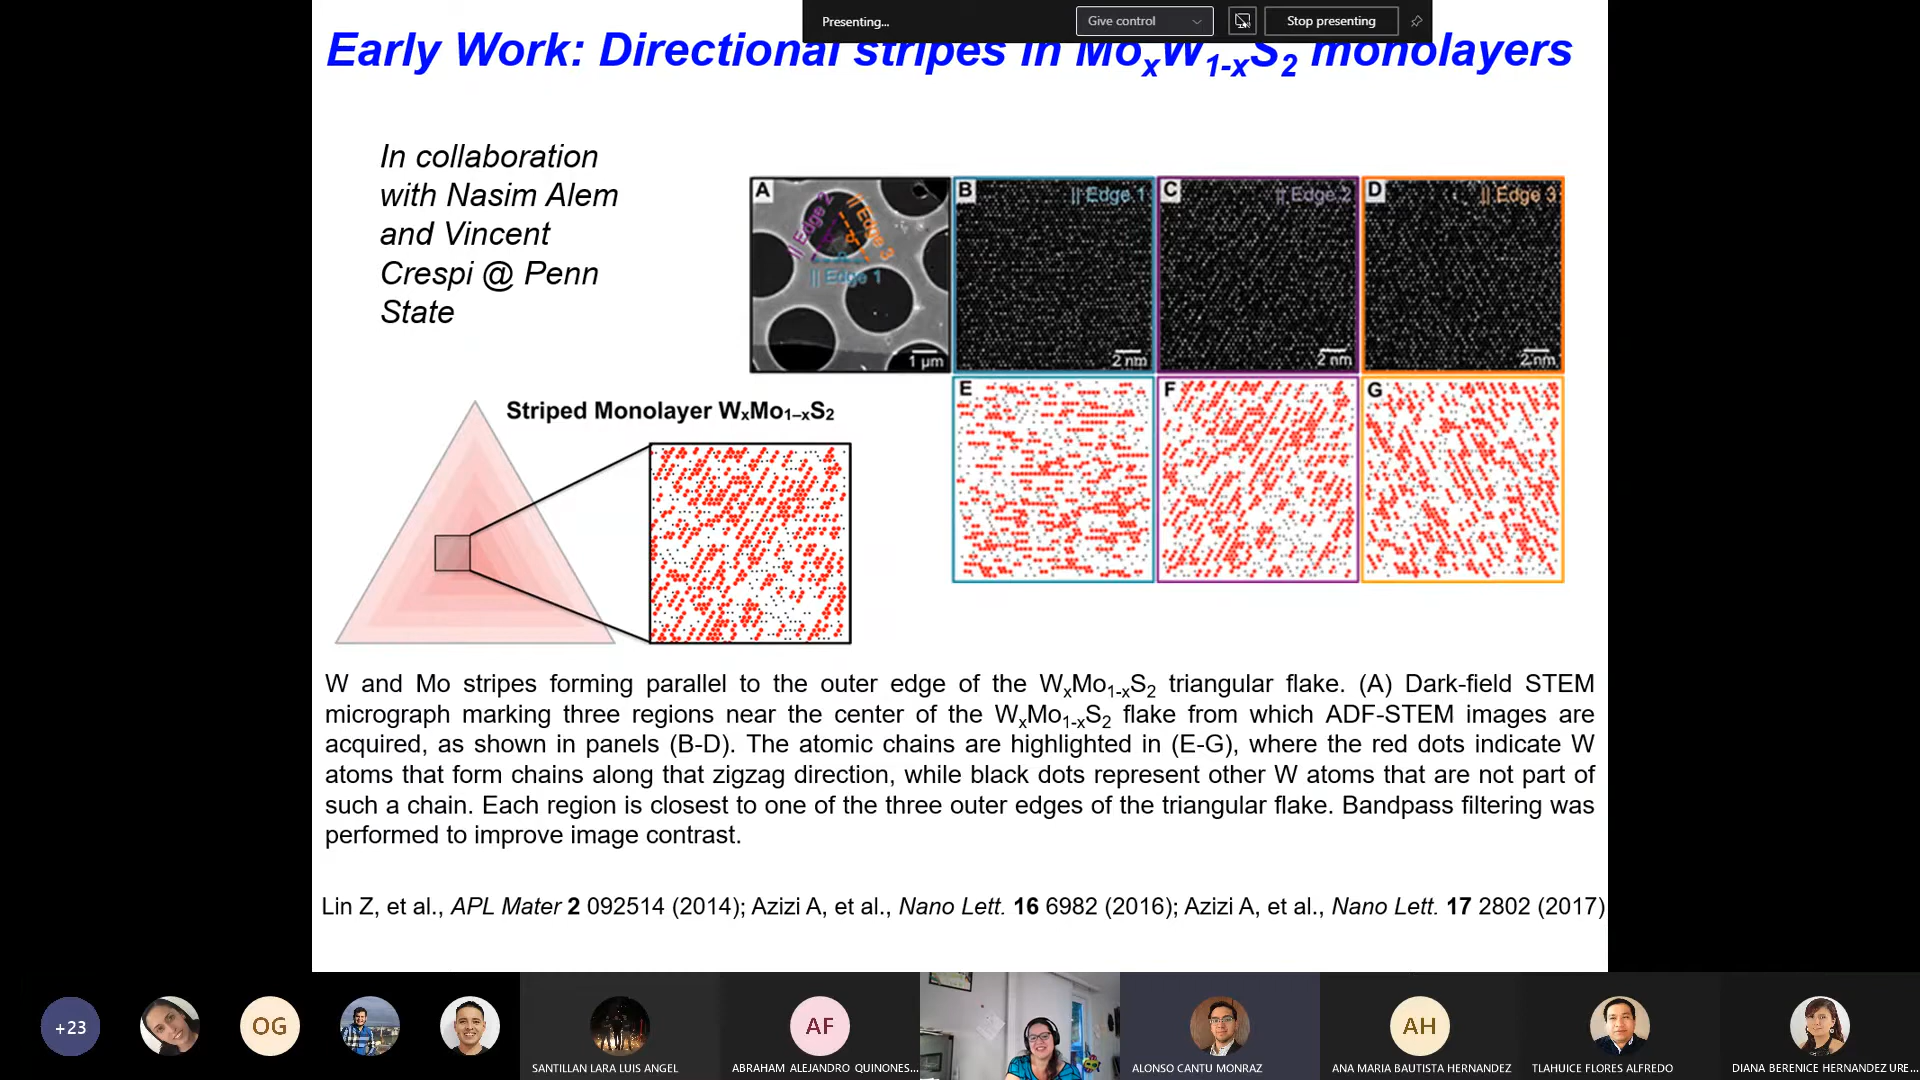 Presenting...
Give control
Stop presenting
Early Work: Directional stripes in MoxW1-xS2 monolayers
In collaboration
with Nasim Alem
and Vincent
Crespi @ Penn
State
A
|| Edge 2
|| Edge 3
|| Edge 1
1 μm
B
|| Edge 1
2 nm
C
|| Edge 2
2 nm
D
|| Edge 3
2 nm
E
F
G
Striped Monolayer WxMo1–xS2
W and Mo stripes forming parallel to the outer edge of the WxMo1-xS2 triangular flake. (A) Dark-field STEM
micrograph marking three regions near the center of the WxMo1-xS2 flake from which ADF-STEM images are
acquired, as shown in panels (B-D). The atomic chains are highlighted in (E-G), where the red dots indicate W
atoms that form chains along that zigzag direction, while black dots represent other W atoms that are not part of
such a chain. Each region is closest to one of the three outer edges of the triangular flake. Bandpass filtering was
performed to improve image contrast.
Lin Z, et al., APL Mater 2 092514 (2014); Azizi A, et al., Nano Lett. 16 6982 (2016); Azizi A, et al., Nano Lett. 17 2802 (2017)
+23
OG
AF
AH
SANTILLAN LARA LUIS ANGEL
ABRAHAM ALEJANDRO QUINONES...
ALONSO CANTU MONRAZ
ANA MARIA BAUTISTA HERNANDEZ
TLAHUICE FLORES ALFREDO
DIANA BERENICE HERNANDEZ URE...